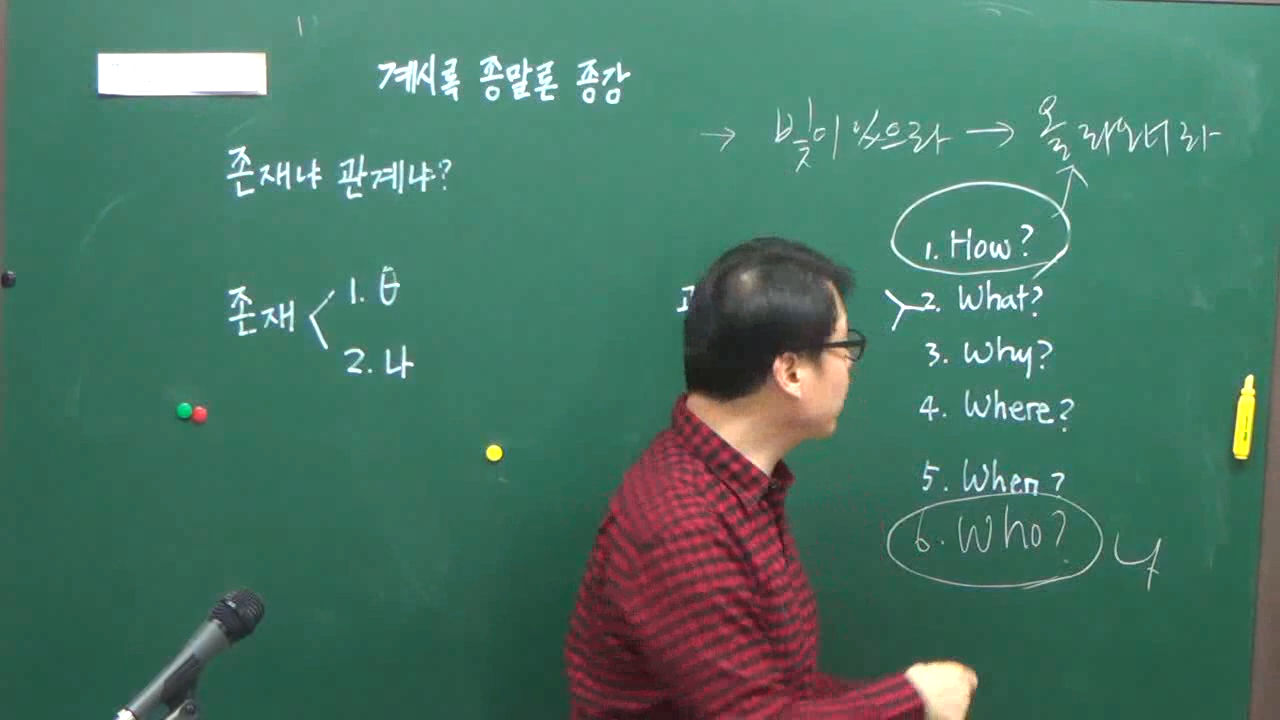 계시록 종말론 종강
→ 빛이 있으라 → 올라오너라
존재냐 관계냐?
1. How?
존재 < 1. θ
2. 나
2. What?
3. Why?
4. Where?
5. When?
6. Who? 나